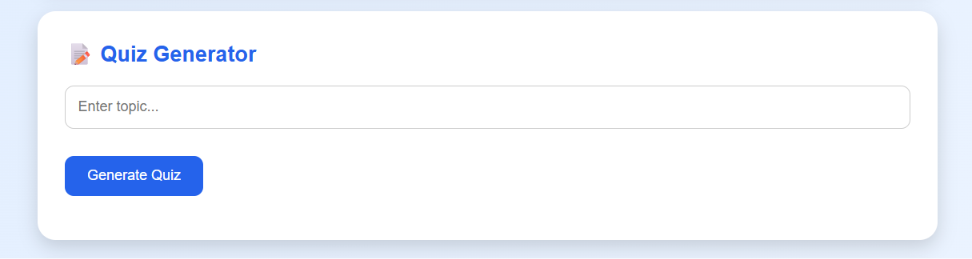 Quiz Generator
Enter topic...
Generate Quiz